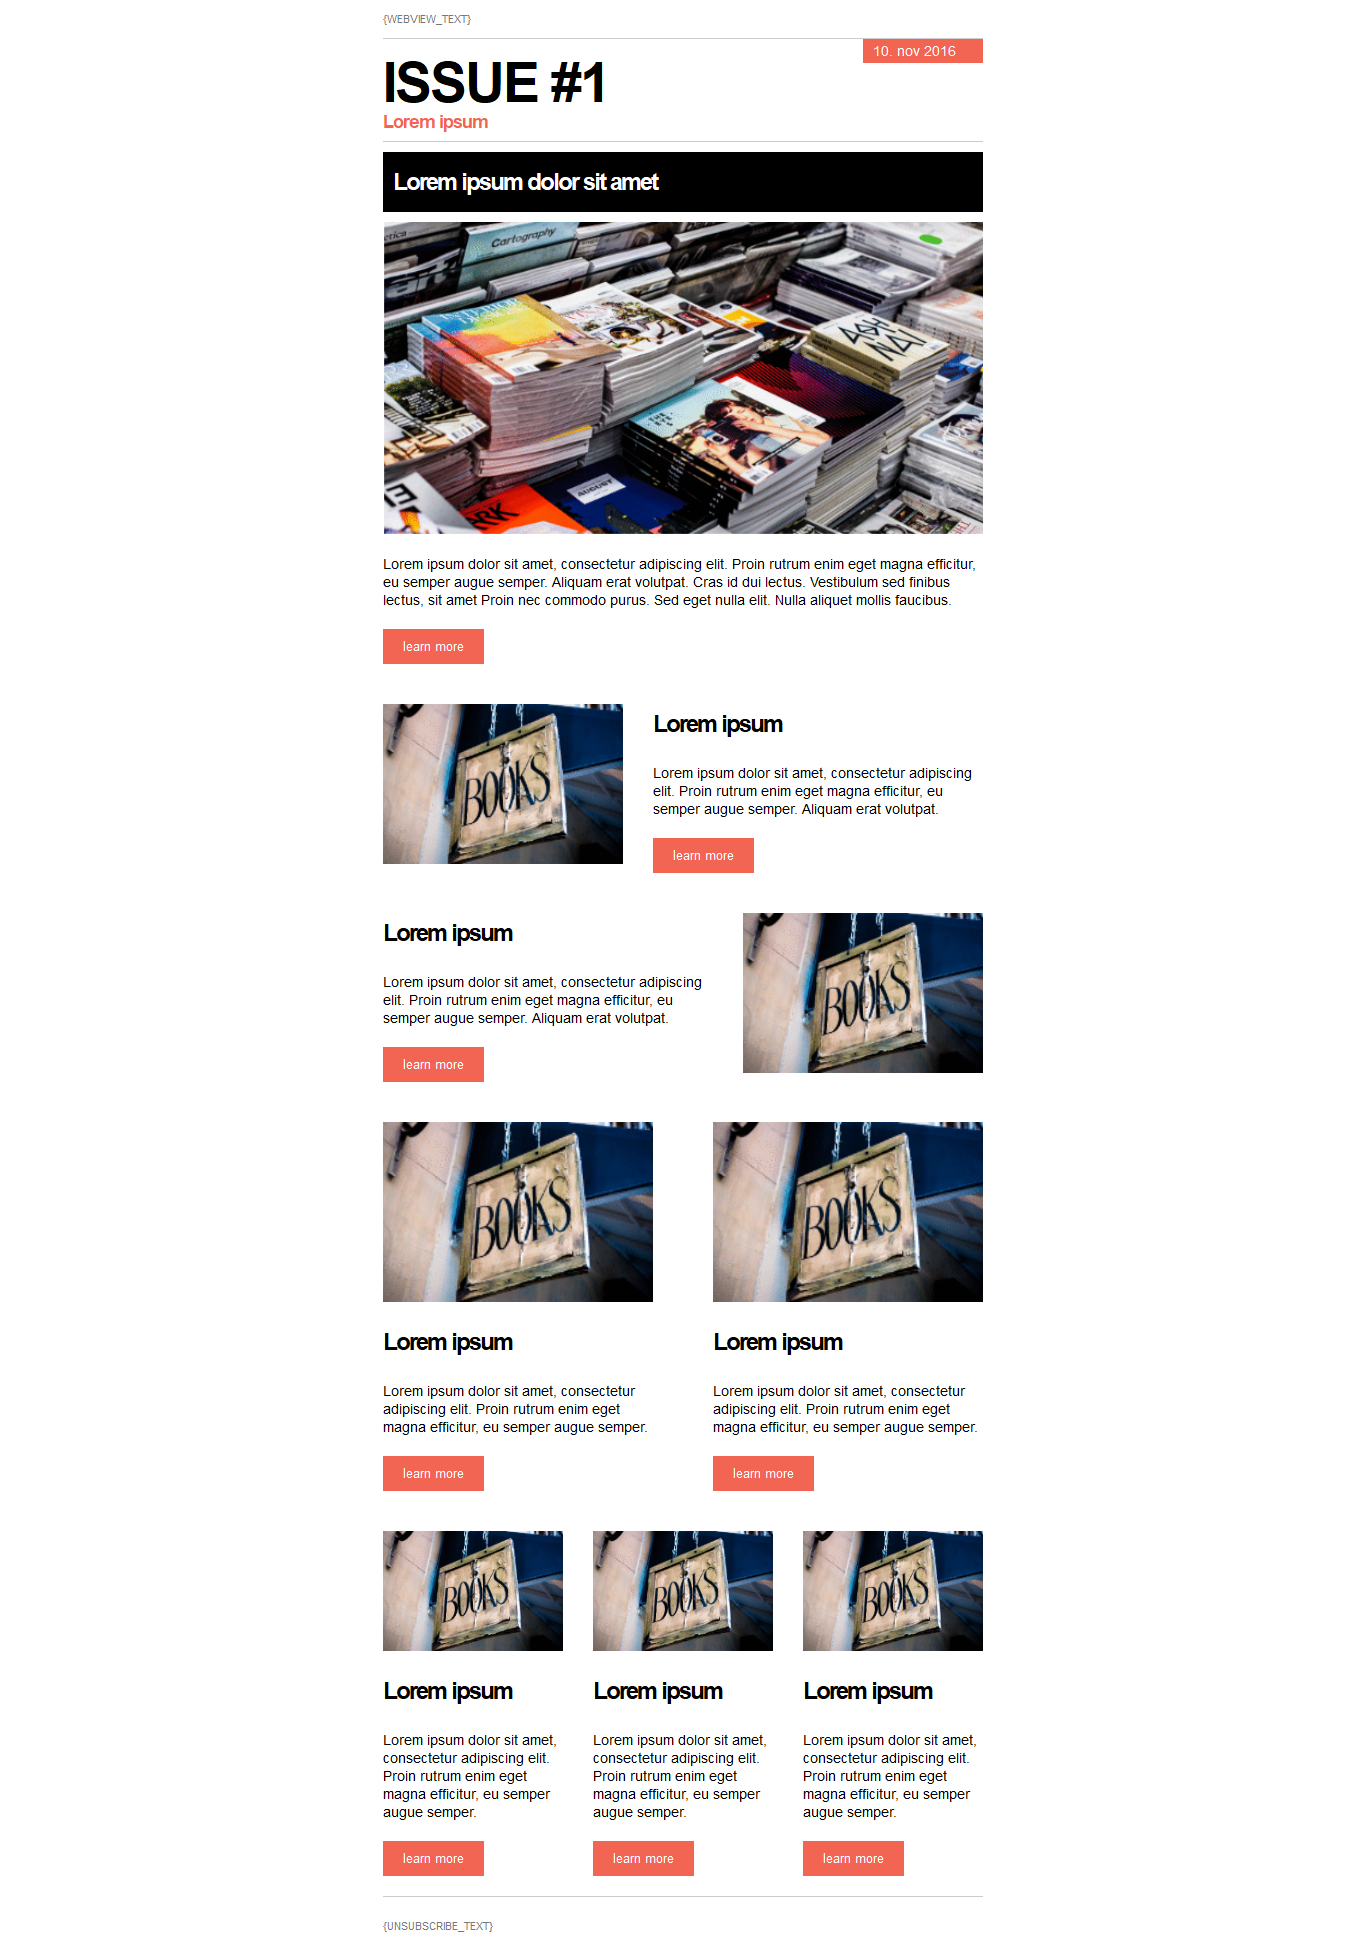 {WEBVIEW_TEXT}
10. nov 2016
ISSUE #1
Lorem ipsum
Lorem ipsum dolor sit amet
Cartography
AUGUST
Lorem ipsum dolor sit amet, consectetur adipiscing elit. Proin rutrum enim eget magna efficitur,
eu semper augue semper. Aliquam erat volutpat. Cras id dui lectus. Vestibulum sed finibus
lectus, sit amet Proin nec commodo purus. Sed eget nulla elit. Nulla aliquet mollis faucibus.
learn more
BOOKS
Lorem ipsum
Lorem ipsum dolor sit amet, consectetur adipiscing
elit. Proin rutrum enim eget magna efficitur, eu
semper augue semper. Aliquam erat volutpat.
learn more
Lorem ipsum
Lorem ipsum dolor sit amet, consectetur adipiscing
elit. Proin rutrum enim eget magna efficitur, eu
semper augue semper. Aliquam erat volutpat.
learn more
BOOKS
BOOKS
Lorem ipsum
Lorem ipsum dolor sit amet, consectetur
adipiscing elit. Proin rutrum enim eget
magna efficitur, eu semper augue semper.
learn more
BOOKS
Lorem ipsum
Lorem ipsum dolor sit amet, consectetur
adipiscing elit. Proin rutrum enim eget
magna efficitur, eu semper augue semper.
learn more
BOOKS
Lorem ipsum
Lorem ipsum dolor sit amet,
consectetur adipiscing elit.
Proin rutrum enim eget
magna efficitur, eu semper
augue semper.
learn more
BOOKS
Lorem ipsum
Lorem ipsum dolor sit amet,
consectetur adipiscing elit.
Proin rutrum enim eget
magna efficitur, eu semper
augue semper.
learn more
BOOKS
Lorem ipsum
Lorem ipsum dolor sit amet,
consectetur adipiscing elit.
Proin rutrum enim eget
magna efficitur, eu semper
augue semper.
learn more
{UNSUBSCRIBE_TEXT}